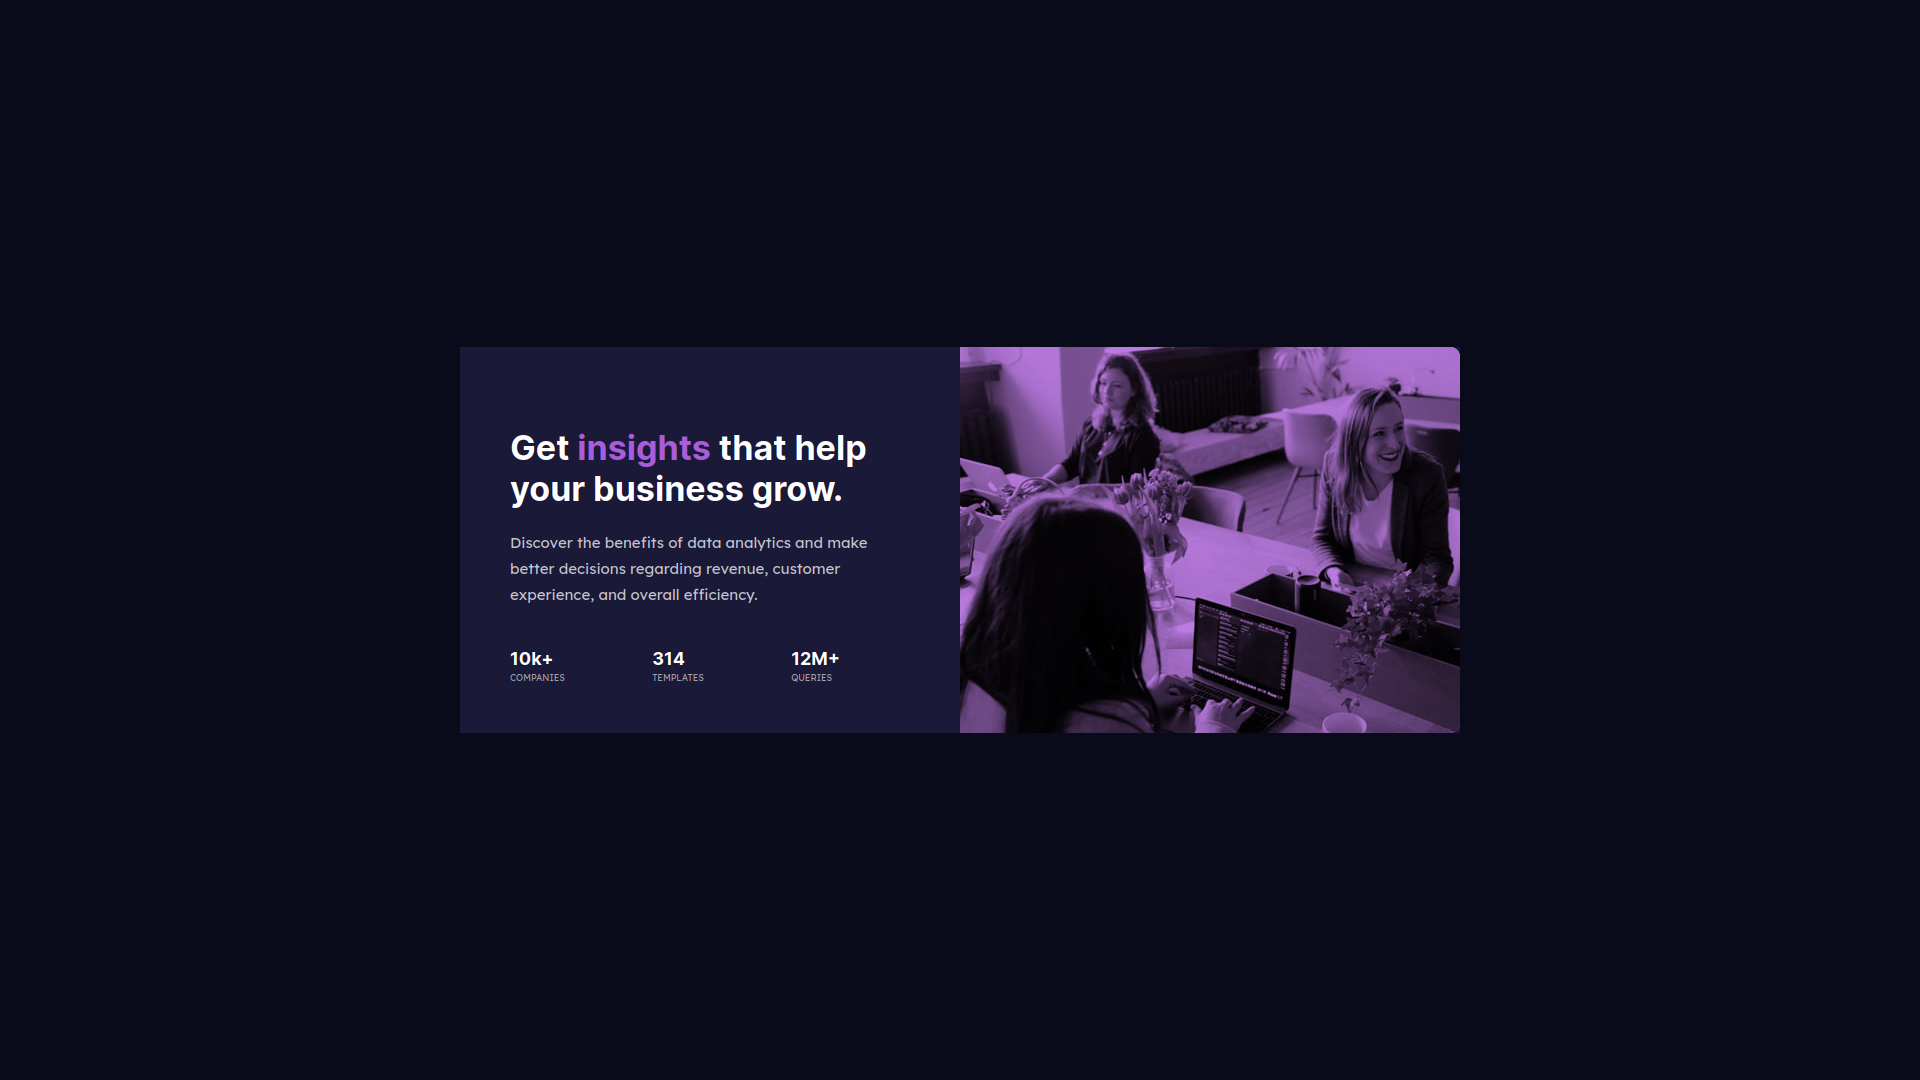 Get insights that help
your business grow.
Discover the benefits of data analytics and make
better decisions regarding revenue, customer
experience, and overall efficiency.
10k+ 314 12M+
COMPANIES TEMPLATES QUERIES